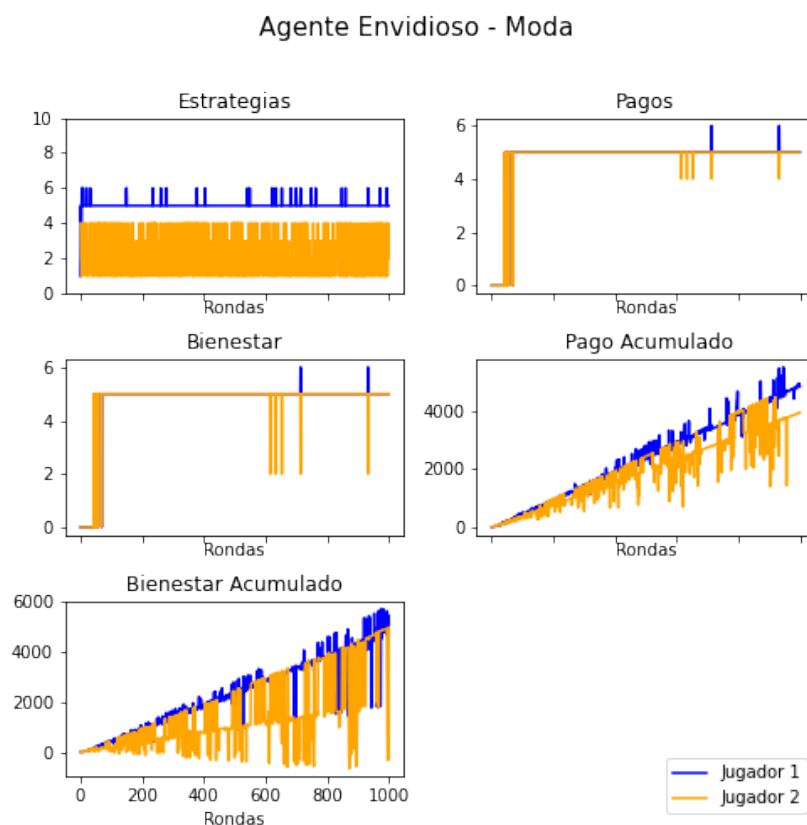 Agente Envidioso - Moda
Estrategias
10
8
6
4
2
0
Rondas
Pagos
6
4
2
0
Rondas
Bienestar
6
4
2
0
Rondas
Pago Acumulado
4000
2000
0
Rondas
Bienestar Acumulado
6000
4000
2000
0
0 200 400 600 800 1000
Rondas
Jugador 1
Jugador 2